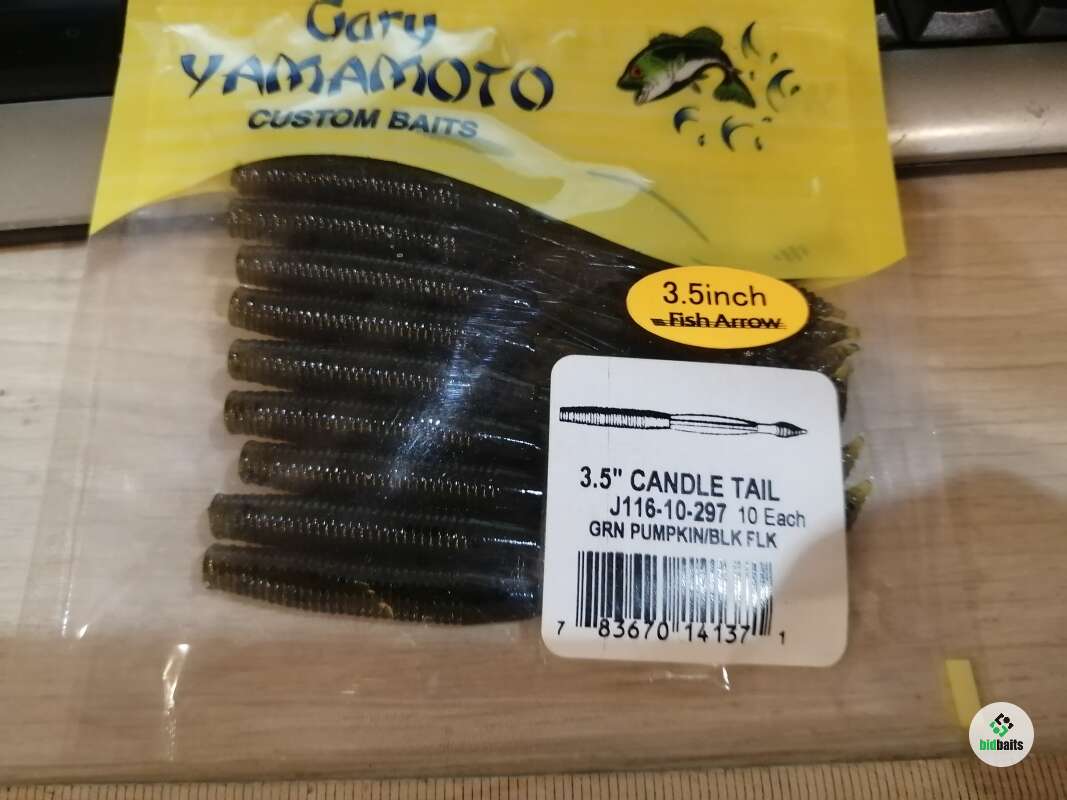 Gary
YAMAMOTO
CUSTOM BAITS
3.5inch
Fish Arrow
3.5" CANDLE TAIL
J116-10-297 10 Each
GRN PUMPKIN/BLK FLK
7 83670 14137 1
bidbaits